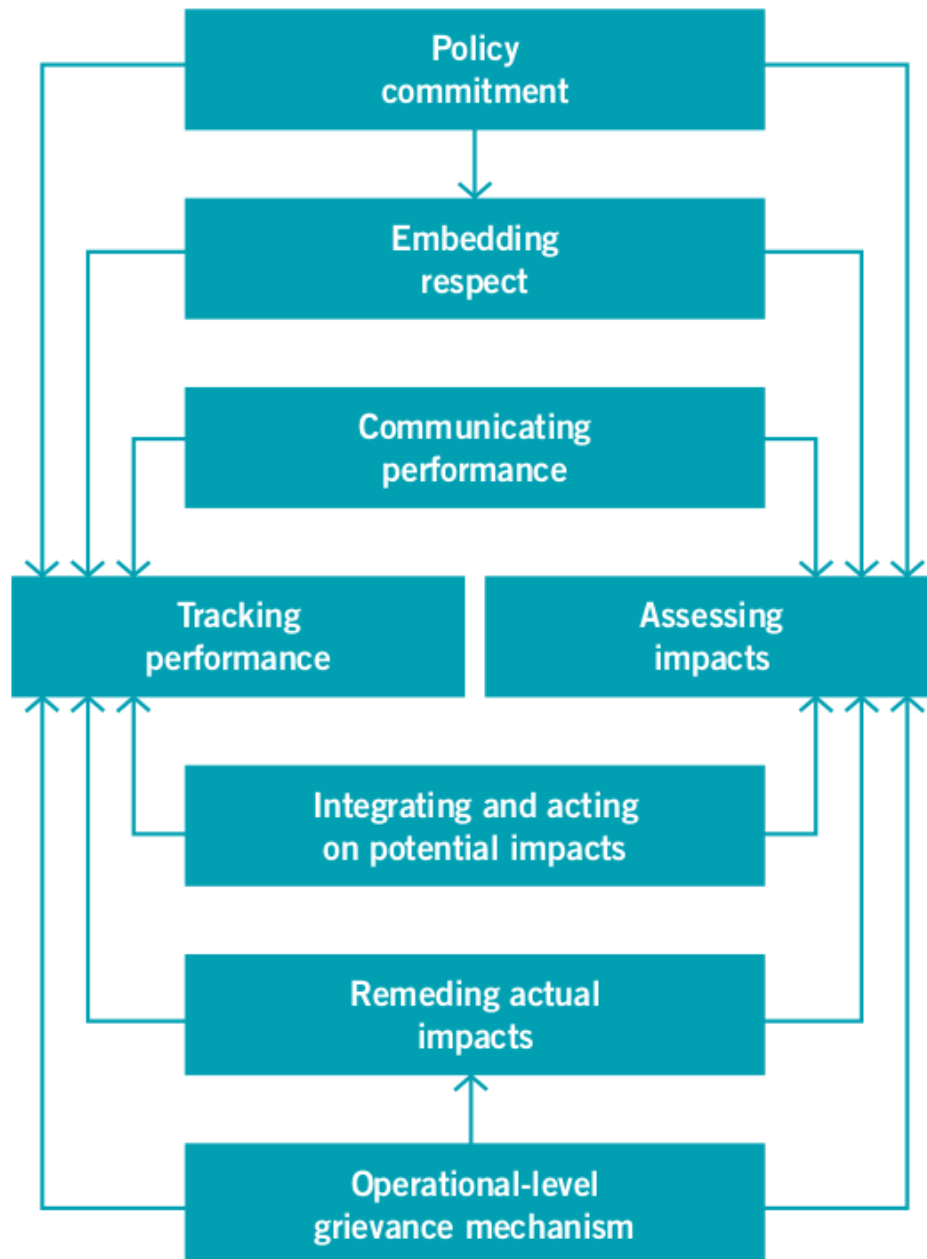 Policy
commitment
Embedding
respect
Communicating
performance
Tracking
performance
Assessing
impacts
Integrating and acting
on potential impacts
Remeding actual
impacts
Operational-level
grievance mechanism